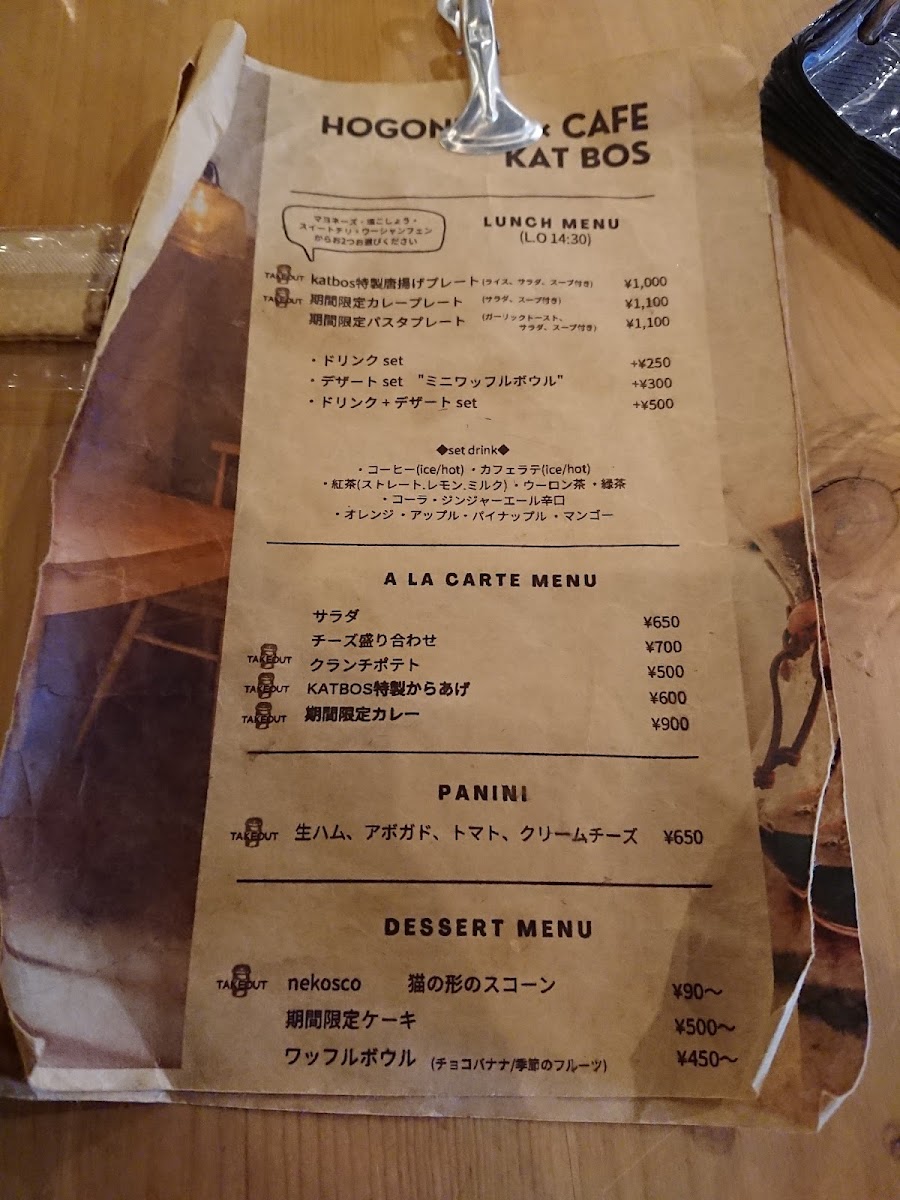 HOGON & CAFE
KAT BOS
マヨネーズ・塩こしょう・
スイートチリ・ウーシャンフェン
からお2つお選びください
LUNCH MENU
(L.O 14:30)
TAKEOUT katbos特製唐揚げプレート (ライス、サラダ、スープ付き) ¥1,000
TAKEOUT 期間限定カレープレート (サラダ、スープ付き) ¥1,100
期間限定パスタプレート (ガーリックトースト、 ¥1,100
サラダ、スープ付き)
・ドリンク set +¥250
・デザート set "ミニワッフルボウル" +¥300
・ドリンク + デザート set +¥500
◆set drink◆
・コーヒー(ice/hot) ・カフェラテ(ice/hot)
・紅茶(ストレート.レモン.ミルク) ・ウーロン茶 ・緑茶
・コーラ・ジンジャーエール辛口
・オレンジ ・アップル・パイナップル ・マンゴー
A LA CARTE MENU
サラダ ¥650
チーズ盛り合わせ ¥700
TAKEOUT クランチポテト ¥500
TAKEOUT KATBOS特製からあげ ¥600
TAKEOUT 期間限定カレー ¥900
PANINI
TAKEOUT 生ハム、アボガド、トマト、クリームチーズ ¥650
DESSERT MENU
TAKEOUT nekosco 猫の形のスコーン ¥90〜
期間限定ケーキ ¥500〜
ワッフルボウル (チョコバナナ/季節のフルーツ) ¥450〜